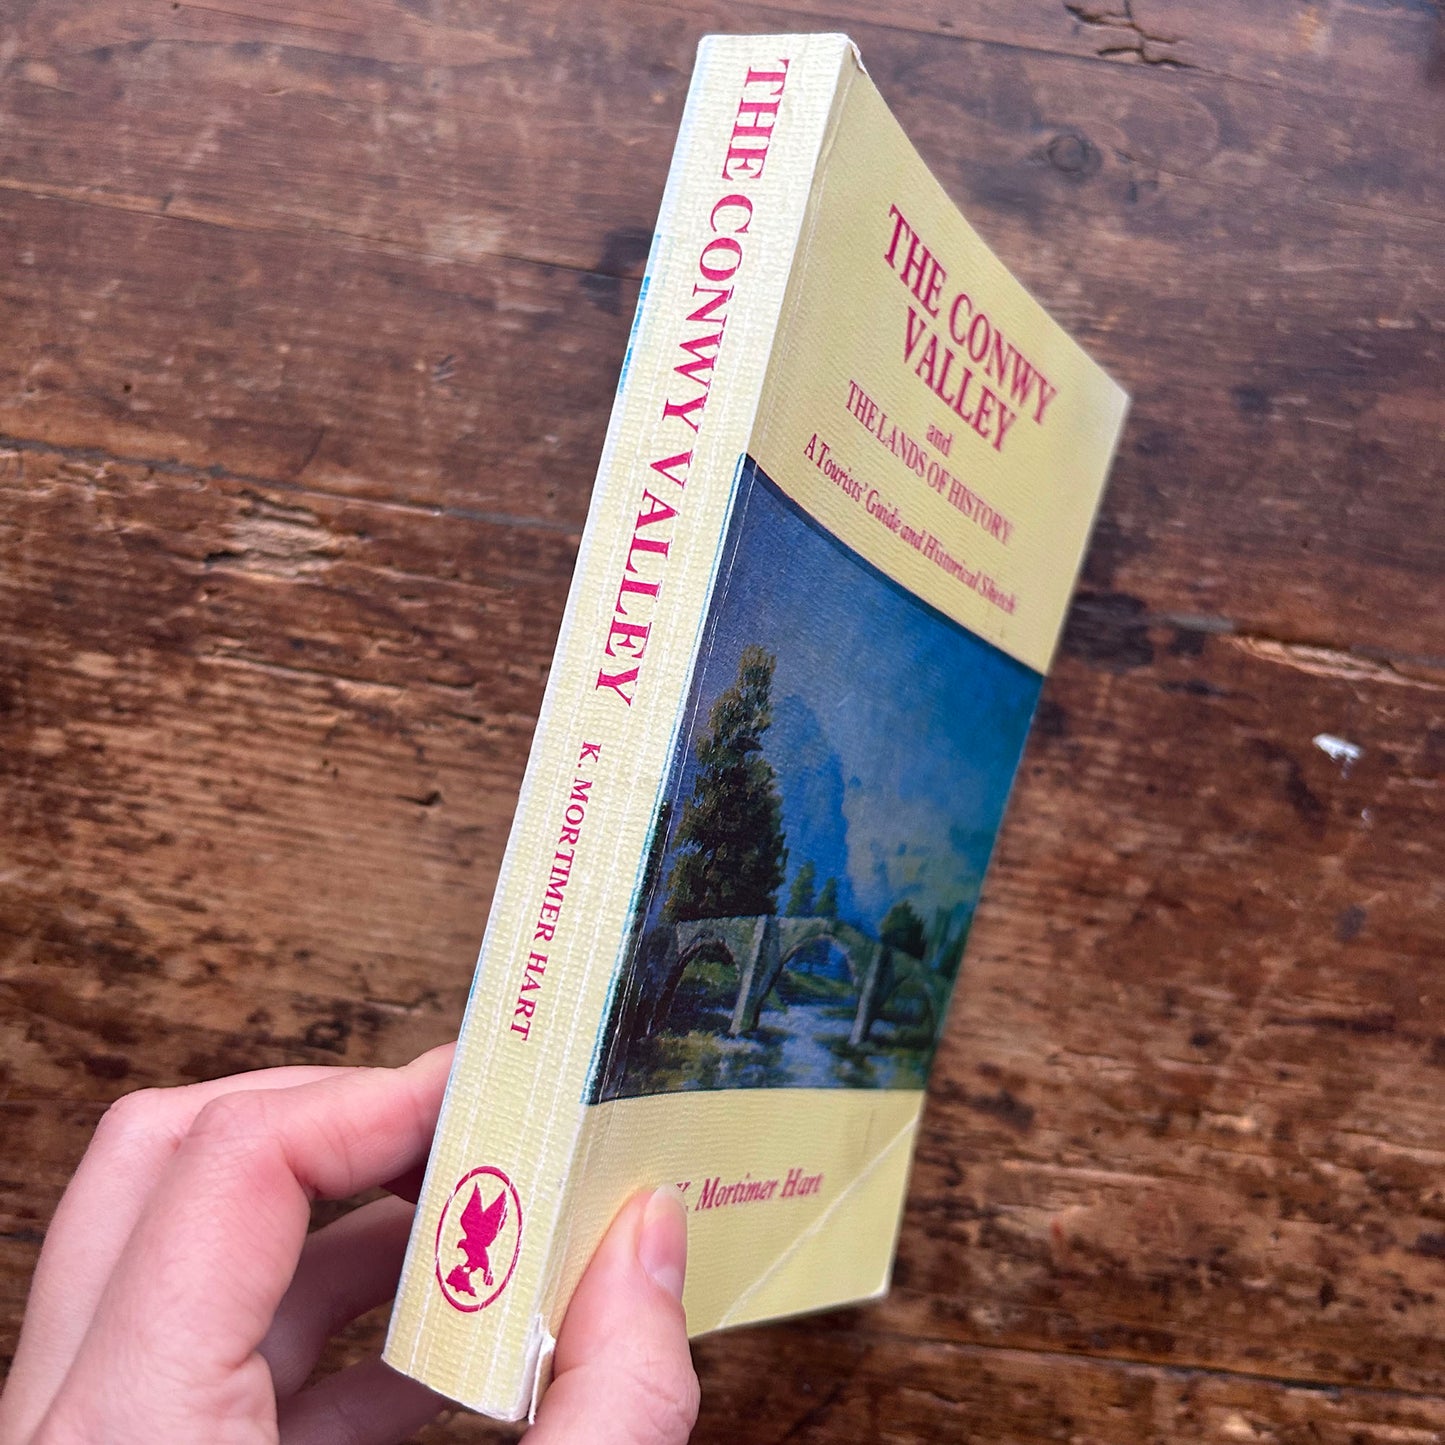 THE CONWY VALLEY K. MORTIMER HART
THE CONWY
VALLEY
and
THE LANDS OF HISTORY
A Tourists' Guide and Historical Sketch
K. Mortimer Hart